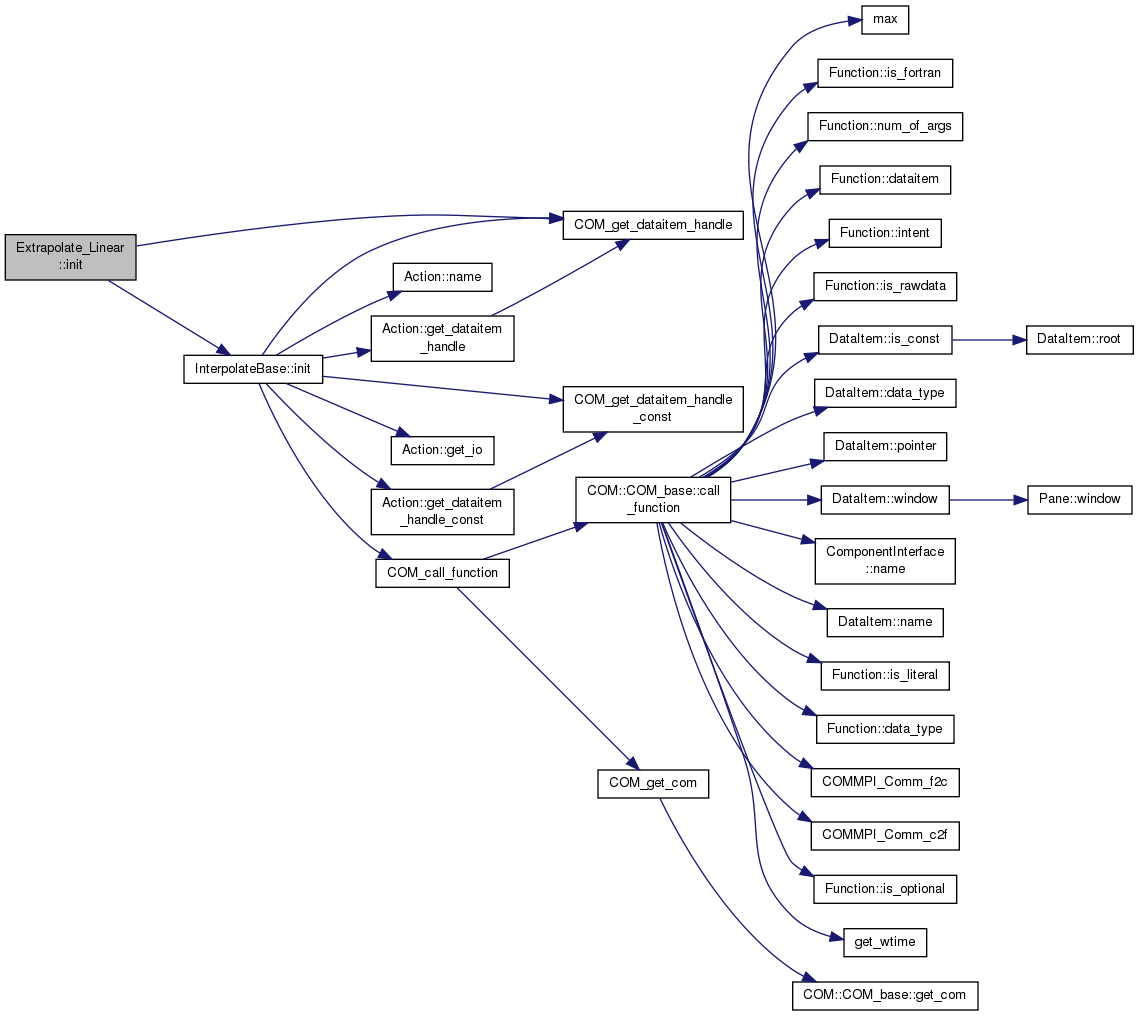 max
Function::is_fortran
Function::num_of_args
Function::dataitem
Extrapolate_Linear
::init
COM_get_dataitem_handle
Function::intent
Action::name
Function::is_rawdata
Action::get_dataitem
_handle
DataItem::is_const
DataItem::root
InterpolateBase::init
COM_get_dataitem_handle
_const
DataItem::data_type
Action::get_io
DataItem::pointer
Action::get_dataitem
_handle_const
COM::COM_base::call
_function
DataItem::window
Pane::window
COM_call_function
ComponentInterface
::name
DataItem::name
Function::is_literal
Function::data_type
COM_get_com
COMMPI_Comm_f2c
COMMPI_Comm_c2f
Function::is_optional
get_wtime
COM::COM_base::get_com